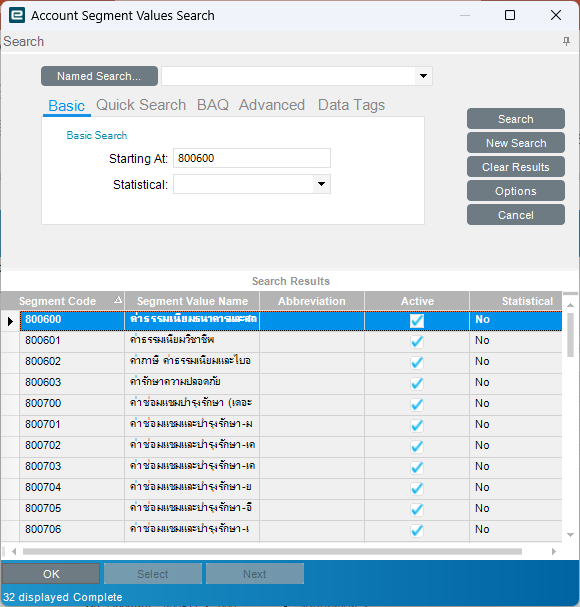 Account Segment Values Search
Search
Named Search...
Basic Quick Search BAQ Advanced Data Tags
Basic Search
Starting At: 800600
Statistical:
Search
New Search
Clear Results
Options
Cancel
Search Results
Segment Code Segment Value Name Abbreviation Active Statistical
800600 ค่าธรรมเนียมธนาคารและ No
800601 ค่าธรรมเนียมวิชาชีพ No
800602 ค่าภาษี ค่าธรรมเนียมและใบอ No
800603 ค่ารักษาความปลอดภัย No
800700 ค่าซ่อมแซมบำรุงรักษา (เดอะ No
800701 ค่าซ่อมแซมและบำรุงรักษา-ม No
800702 ค่าซ่อมแซมและบำรุงรักษา-เค No
800703 ค่าซ่อมแซมและบำรุงรักษา-เค No
800704 ค่าซ่อมแซมและบำรุงรักษา-ย No
800705 ค่าซ่อมแซมและบำรุงรักษา-อื No
800706 ค่าซ่อมแซมและบำรุงรักษา-เ No
OK Select Next
32 displayed Complete